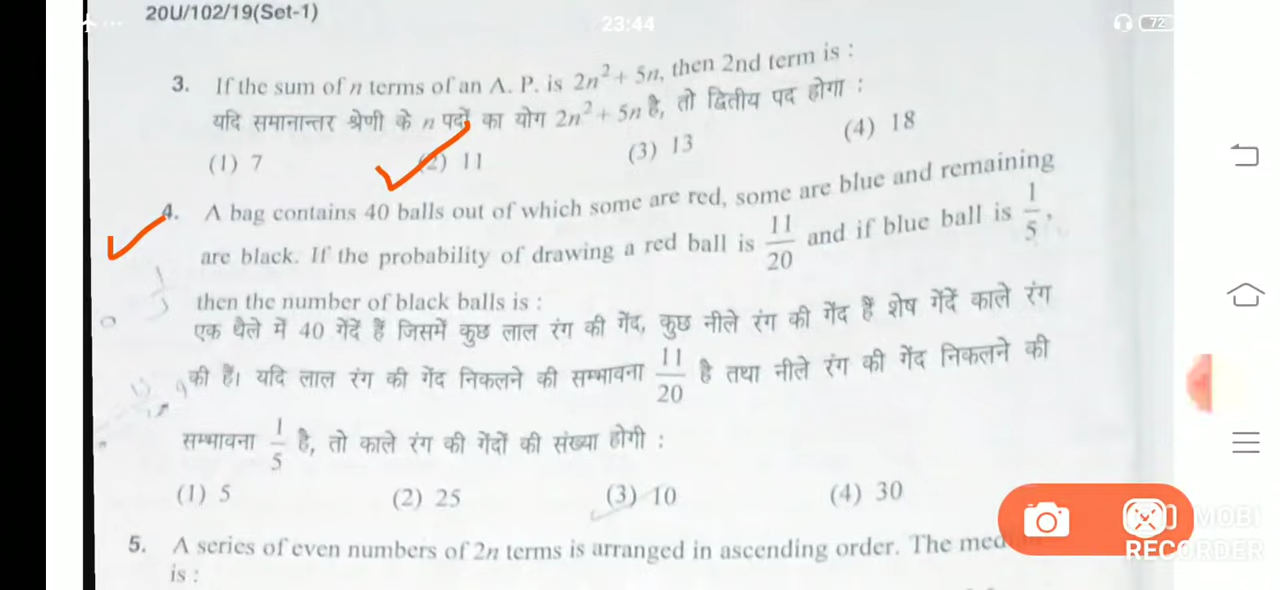 20U/102/19(Set-1)
23:44
72
3. If the sum of n terms of an A. P. is 2n² + 5n, then 2nd term is :
यदि समानान्तर श्रेणी के n पदों का योग 2n² + 5n है, तो द्वितीय पद होगा :
(1) 7 (2) 11 (3) 13 (4) 18
4. A bag contains 40 balls out of which some are red, some are blue and remaining
are black. If the probability of drawing a red ball is 11/20 and if blue ball is 1/5,
then the number of black balls is :
एक थैले में 40 गेंदें हैं जिसमें कुछ लाल रंग की गेंद, कुछ नीले रंग की गेंद हैं शेष गेंदें काले रंग
की हैं। यदि लाल रंग की गेंद निकलने की सम्भावना 11/20 है तथा नीले रंग की गेंद निकलने की
सम्भावना 1/5 है, तो काले रंग की गेंदों की संख्या होगी :
(1) 5 (2) 25 (3) 10 (4) 30
5. A series of even numbers of 2n terms is arranged in ascending order. The
is :
MOBI
RECORDER